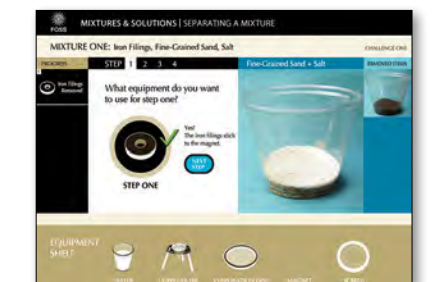 FOSS
MIXTURES & SOLUTIONS | SEPARATING A MIXTURE
MIXTURE ONE: Iron Filings, Fine-Grained Sand, Salt
CHALLENGE ONE
PROGRESS
STEP 1 2 3 4
Fine-Grained Sand + Salt
REMOVED ITEMS
Iron Filings
Removed
What equipment do you want
to use for step one?
Yes!
The iron filings stick
to the magnet.
NEXT
STEP
STEP ONE
EQUIPMENT
SHELF
WATER
MAGNET
SCREEN